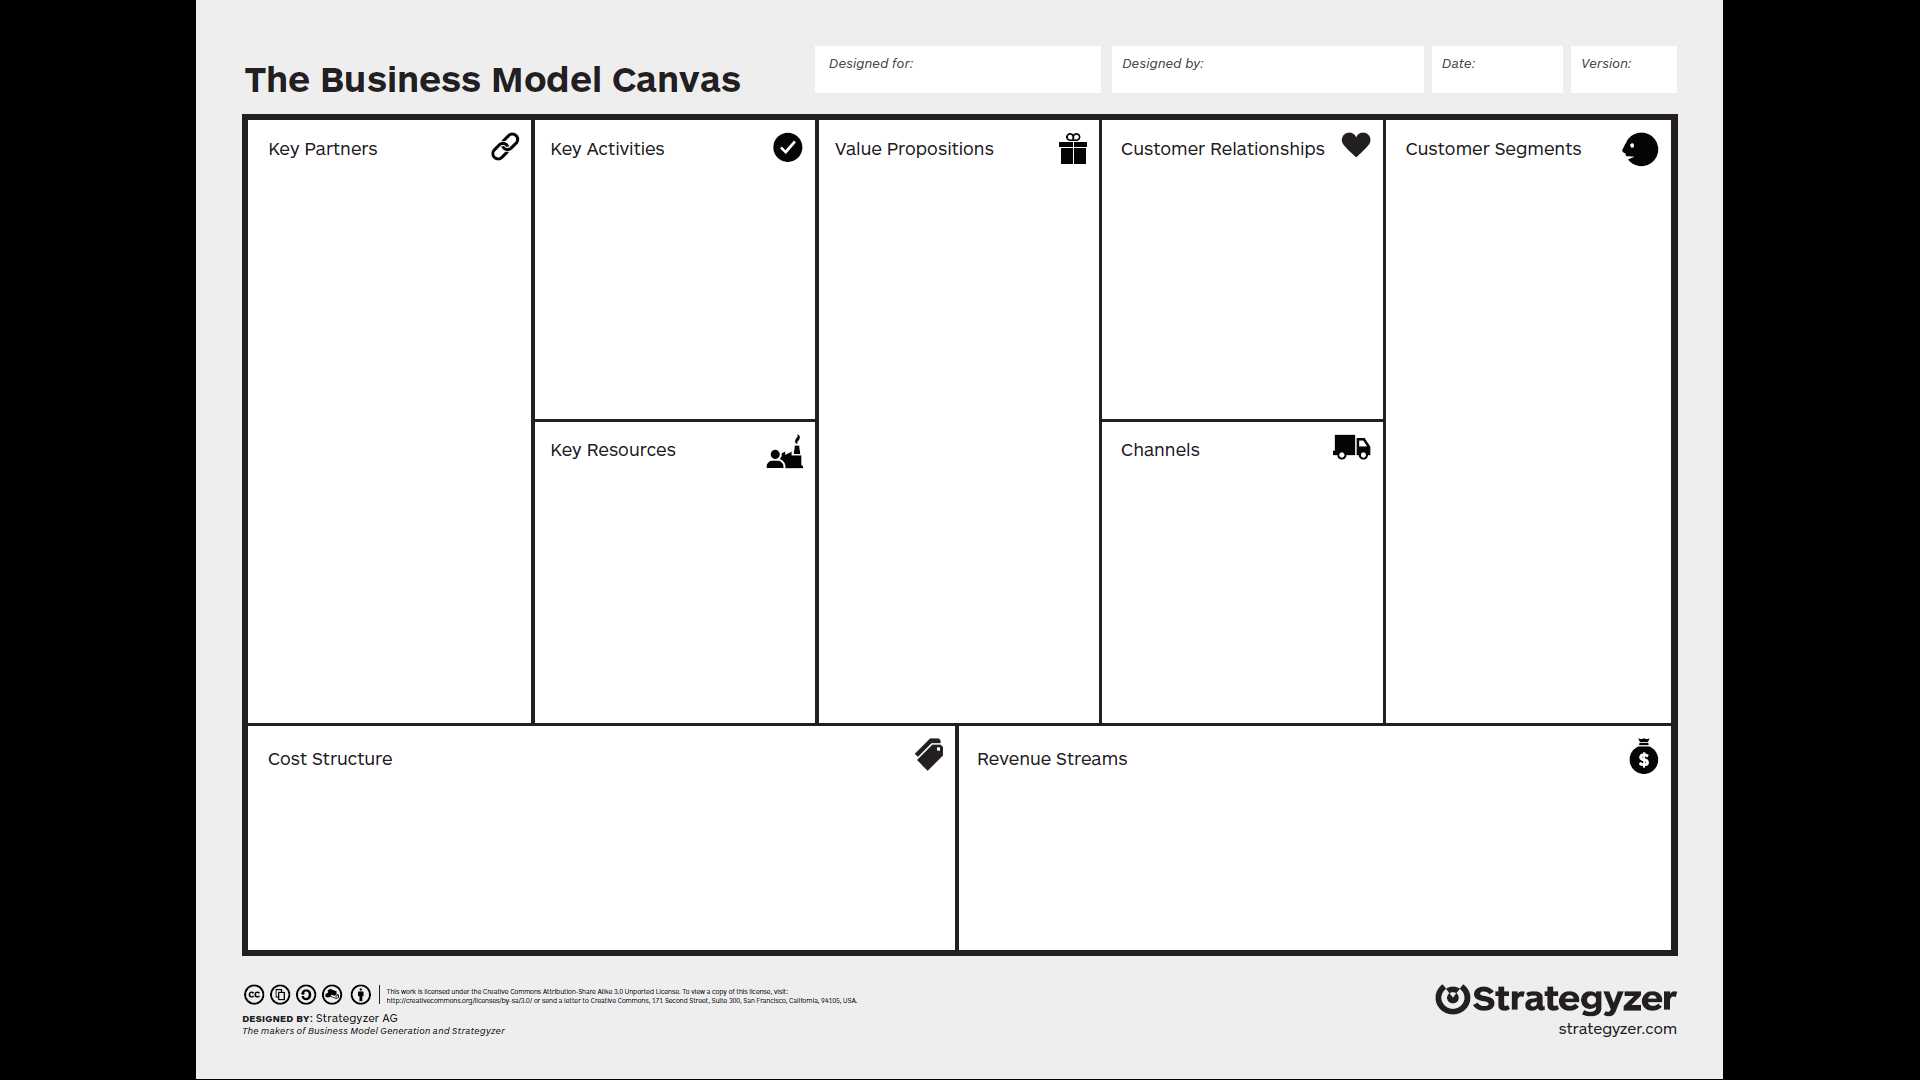 The Business Model Canvas
Designed for:
Designed by:
Date:
Version:
Key Partners
Key Activities
Value Propositions
Customer Relationships
Customer Segments
Key Resources
Channels
Cost Structure
Revenue Streams
$
cc
This work is licensed under the Creative Commons Attribution-Share Alike 3.0 Unported License. To view a copy of this license, visit:
http://creativecommons.org/licenses/by-sa/3.0/ or send a letter to Creative Commons, 171 Second Street, Suite 300, San Francisco, California, 94105, USA.
DESIGNED BY: Strategyzer AG
The makers of Business Model Generation and Strategyzer
Strategyzer
strategyzer.com